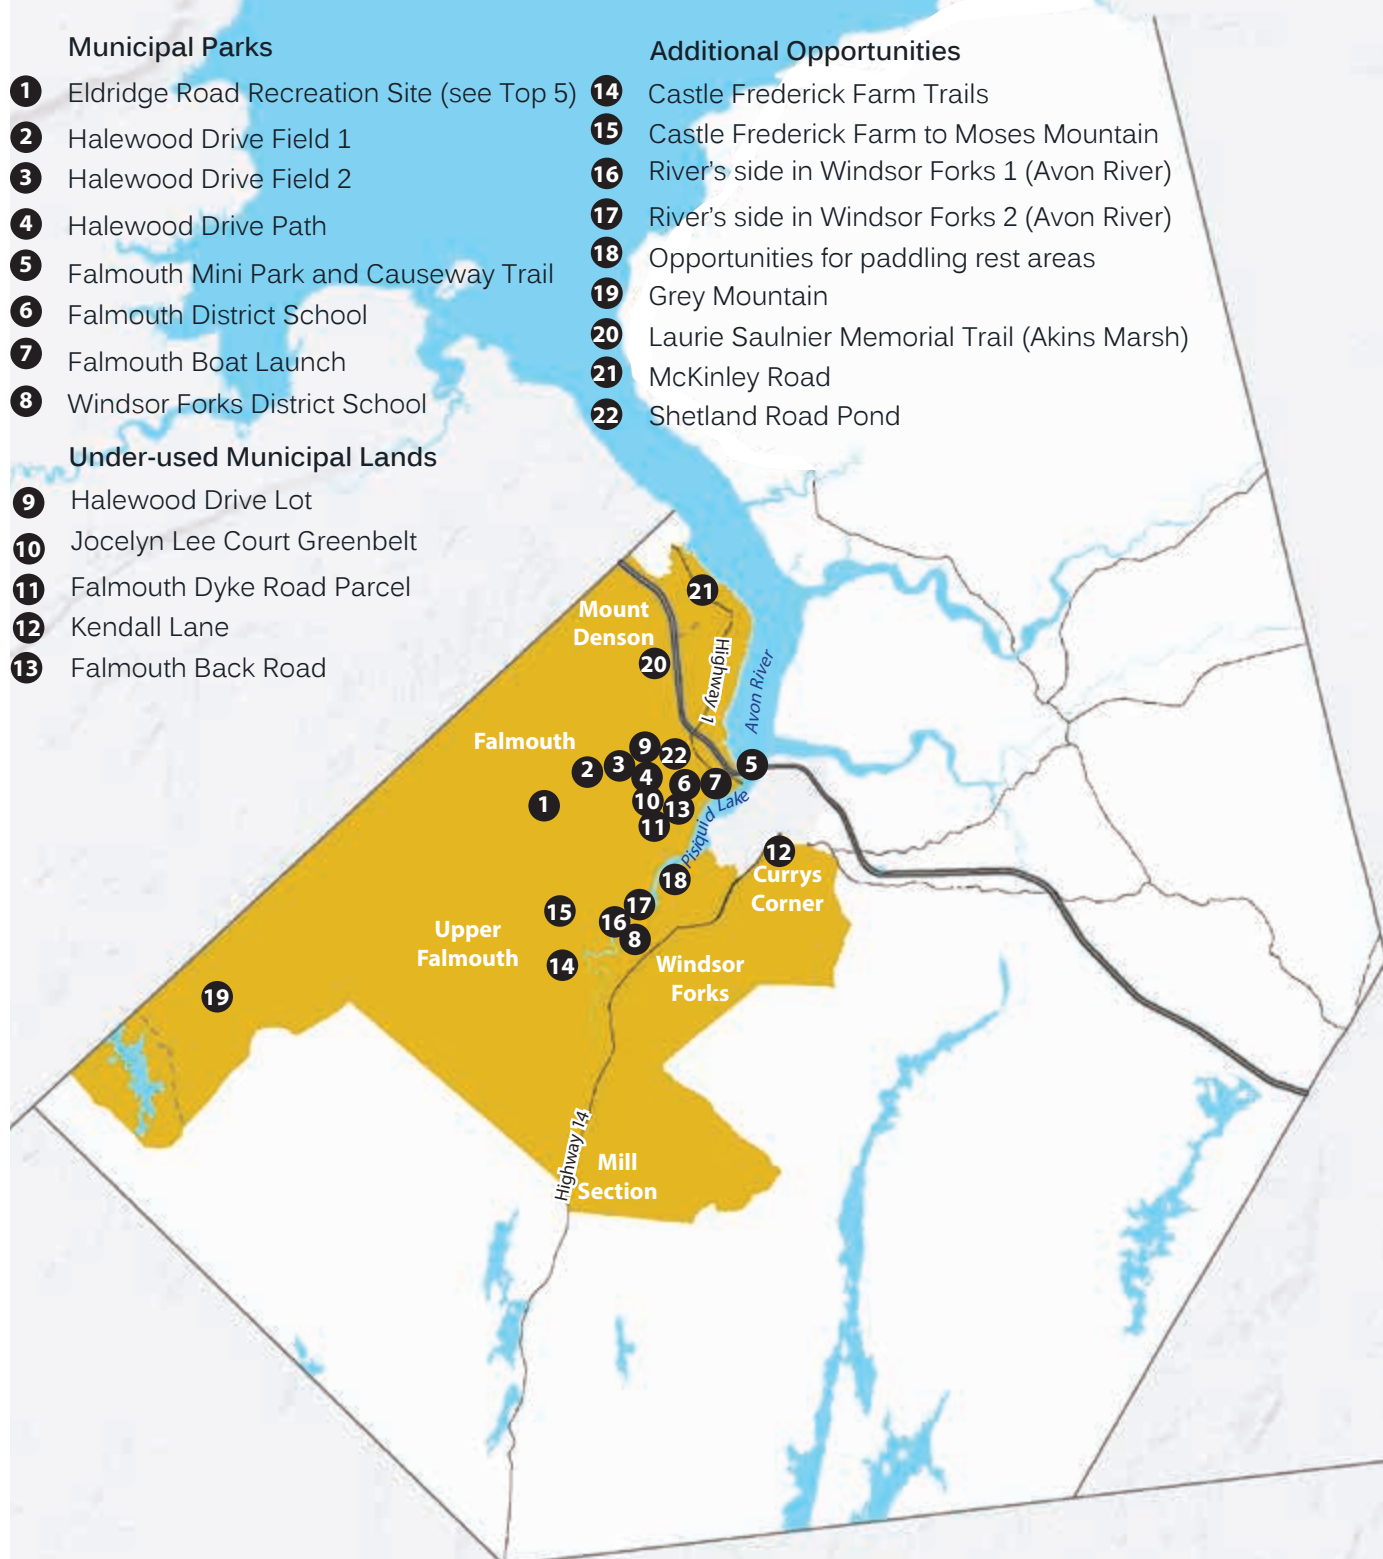 Municipal Parks
1 Eldridge Road Recreation Site (see Top 5)
2 Halewood Drive Field 1
3 Halewood Drive Field 2
4 Halewood Drive Path
5 Falmouth Mini Park and Causeway Trail
6 Falmouth District School
7 Falmouth Boat Launch
8 Windsor Forks District School
Under-used Municipal Lands
9 Halewood Drive Lot
10 Jocelyn Lee Court Greenbelt
11 Falmouth Dyke Road Parcel
12 Kendall Lane
13 Falmouth Back Road
Additional Opportunities
14 Castle Frederick Farm Trails
15 Castle Frederick Farm to Moses Mountain
16 River's side in Windsor Forks 1 (Avon River)
17 River's side in Windsor Forks 2 (Avon River)
18 Opportunities for paddling rest areas
19 Grey Mountain
20 Laurie Saulnier Memorial Trail (Akins Marsh)
21 McKinley Road
22 Shetland Road Pond
21
Mount
Denson
20
Highway 1
Avon River
Falmouth
9
22
2
3
4
6
7
5
1
10
13
11
Pisiquid Lake
12
Currys
Corner
18
17
15
16
8
Upper
Falmouth
14
Windsor
Forks
19
Highway 14
Mill
Section